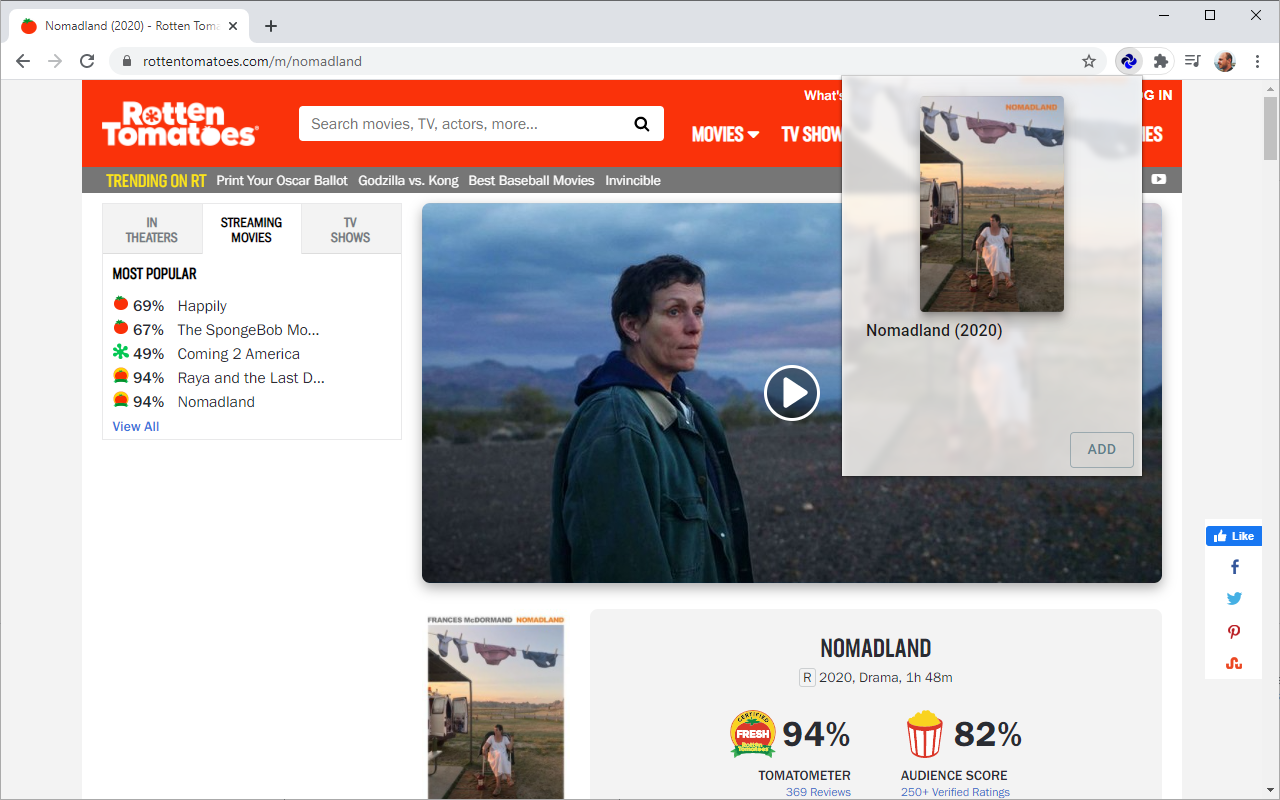 Nomadland (2020) - Rotten Toma
rottentomatoes.com/m/nomadland
What's
G IN
Rotten
Tomatoes
Search movies, TV, actors, more...
MOVIES
TV SHOW
IES
TRENDING ON RT
Print Your Oscar Ballot
Godzilla vs. Kong
Best Baseball Movies
Invincible
IN
THEATERS
STREAMING
MOVIES
TV
SHOWS
MOST POPULAR
69% Happily
67% The SpongeBob Mo...
49% Coming 2 America
94% Raya and the Last D...
94% Nomadland
View All
NOMADLAND
Nomadland (2020)
ADD
Like
FRANCES McDORMAND NOMADLAND
NOMADLAND
R 2020, Drama, 1h 48m
CERTIFIED
FRESH
Rotten
Tomatoes
94%
TOMATOMETER
369 Reviews
82%
AUDIENCE SCORE
250+ Verified Ratings